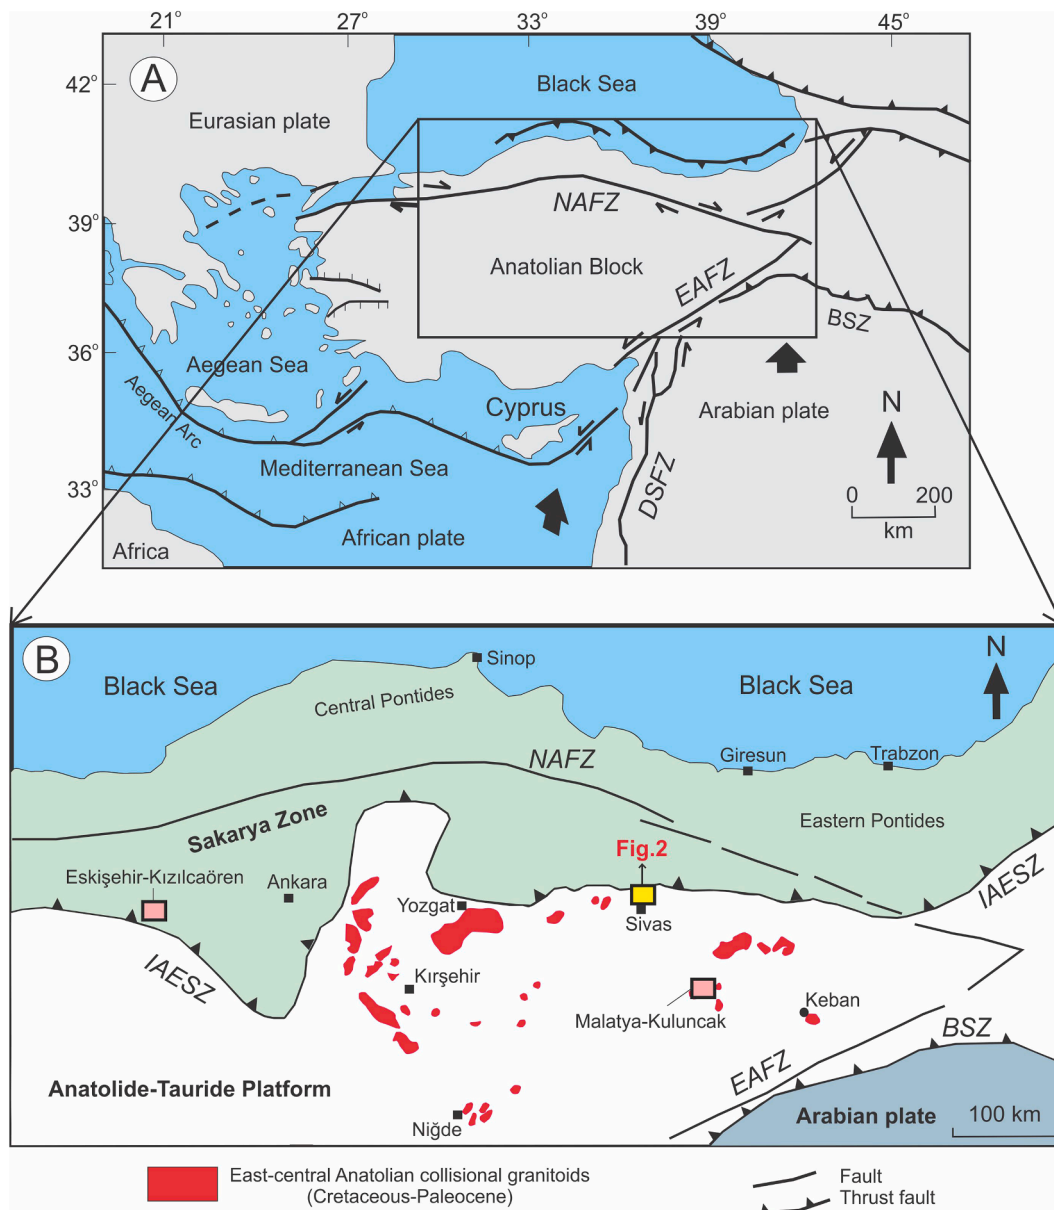 21°
27°
33°
39°
45°
A
42°
39°
36°
33°
Black Sea
Eurasian plate
NAFZ
Anatolian Block
EAFZ
BSZ
Aegean Sea
Aegean Arc
Cyprus
Arabian plate
N
Mediterranean Sea
DSFZ
0 200
km
African plate
Africa
B
Black Sea
Sinop
Central Pontides
Black Sea
N
NAFZ
Giresun
Trabzon
Sakarya Zone
Eastern Pontides
Fig.2
Eskişehir-Kızılcaören
Ankara
IAESZ
Yozgat
Sivas
IAESZ
Kırşehir
Malatya-Kuluncak
Keban
BSZ
EAFZ
Anatolide-Tauride Platform
Arabian plate
100 km
Niğde
East-central Anatolian collisional granitoids
(Cretaceous-Paleocene)
Fault
Thrust fault